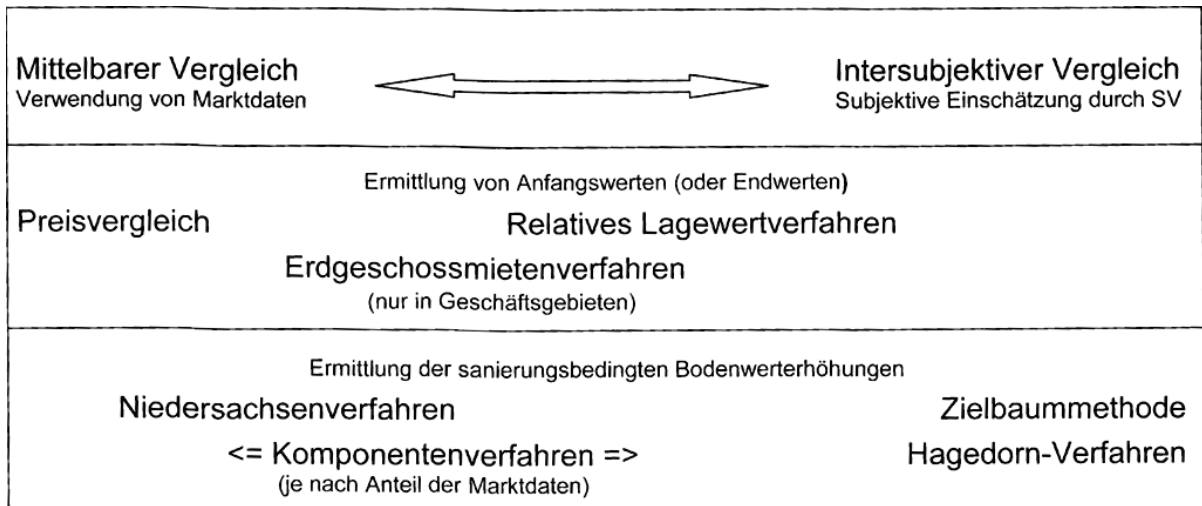 Mittelbarer Vergleich
Verwendung von Marktdaten
Intersubjektiver Vergleich
Subjektive Einschätzung durch SV
Ermittlung von Anfangswerten (oder Endwerten)
Preisvergleich
Relatives Lagewertverfahren
Erdgeschossmietenverfahren
(nur in Geschäftsgebieten)
Ermittlung der sanierungsbedingten Bodenwerterhöhungen
Niedersachsenverfahren
Zielbaummethode
<= Komponentenverfahren =>
Hagedorn-Verfahren
(je nach Anteil der Marktdaten)